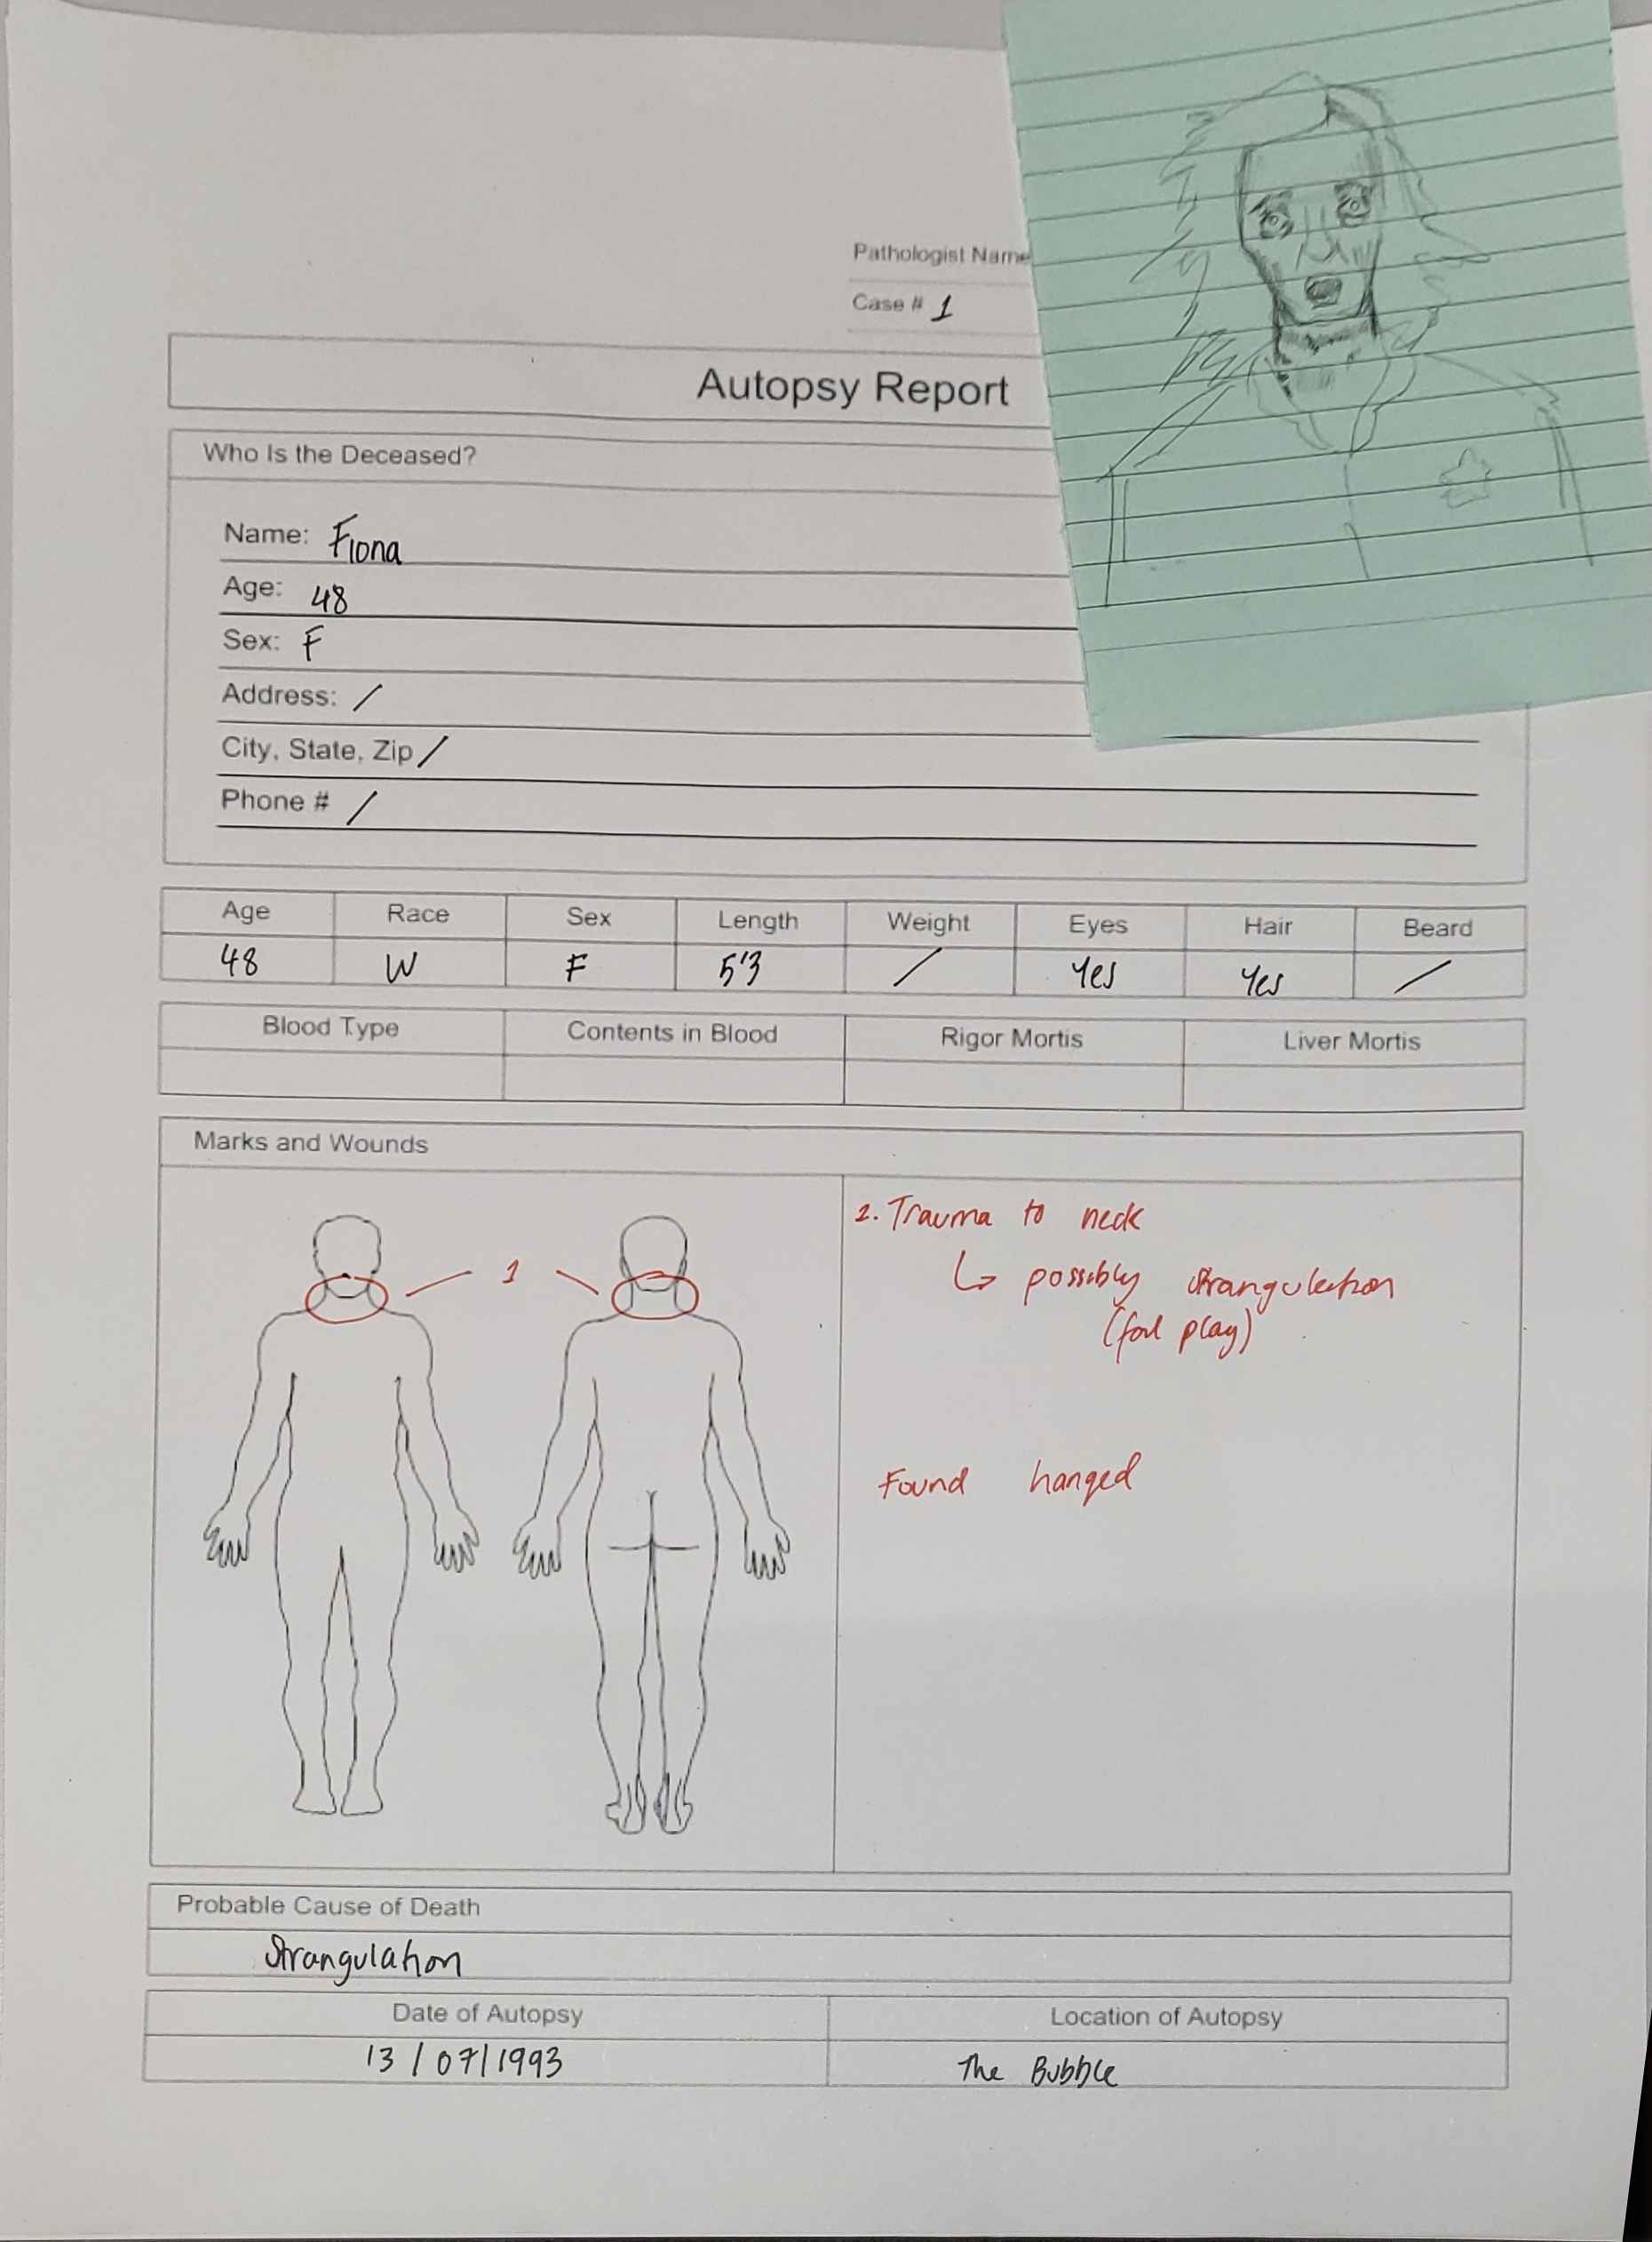 Pathologist Name
Case # 1
Autopsy Report
Who Is the Deceased?
Name: Fiona
Age: 48
Sex: F
Address: /
City, State, Zip /
Phone # /
Age Race Sex Length Weight Eyes Hair Beard
48 W F 5'3 / Yes Yes /
Blood Type Contents in Blood Rigor Mortis Liver Mortis
Marks and Wounds
1
1. Trauma to neck
↳ possibly strangulation
(foul play)
Found hanged
Probable Cause of Death
Strangulation
Date of Autopsy Location of Autopsy
13/07/1993 The Bubble